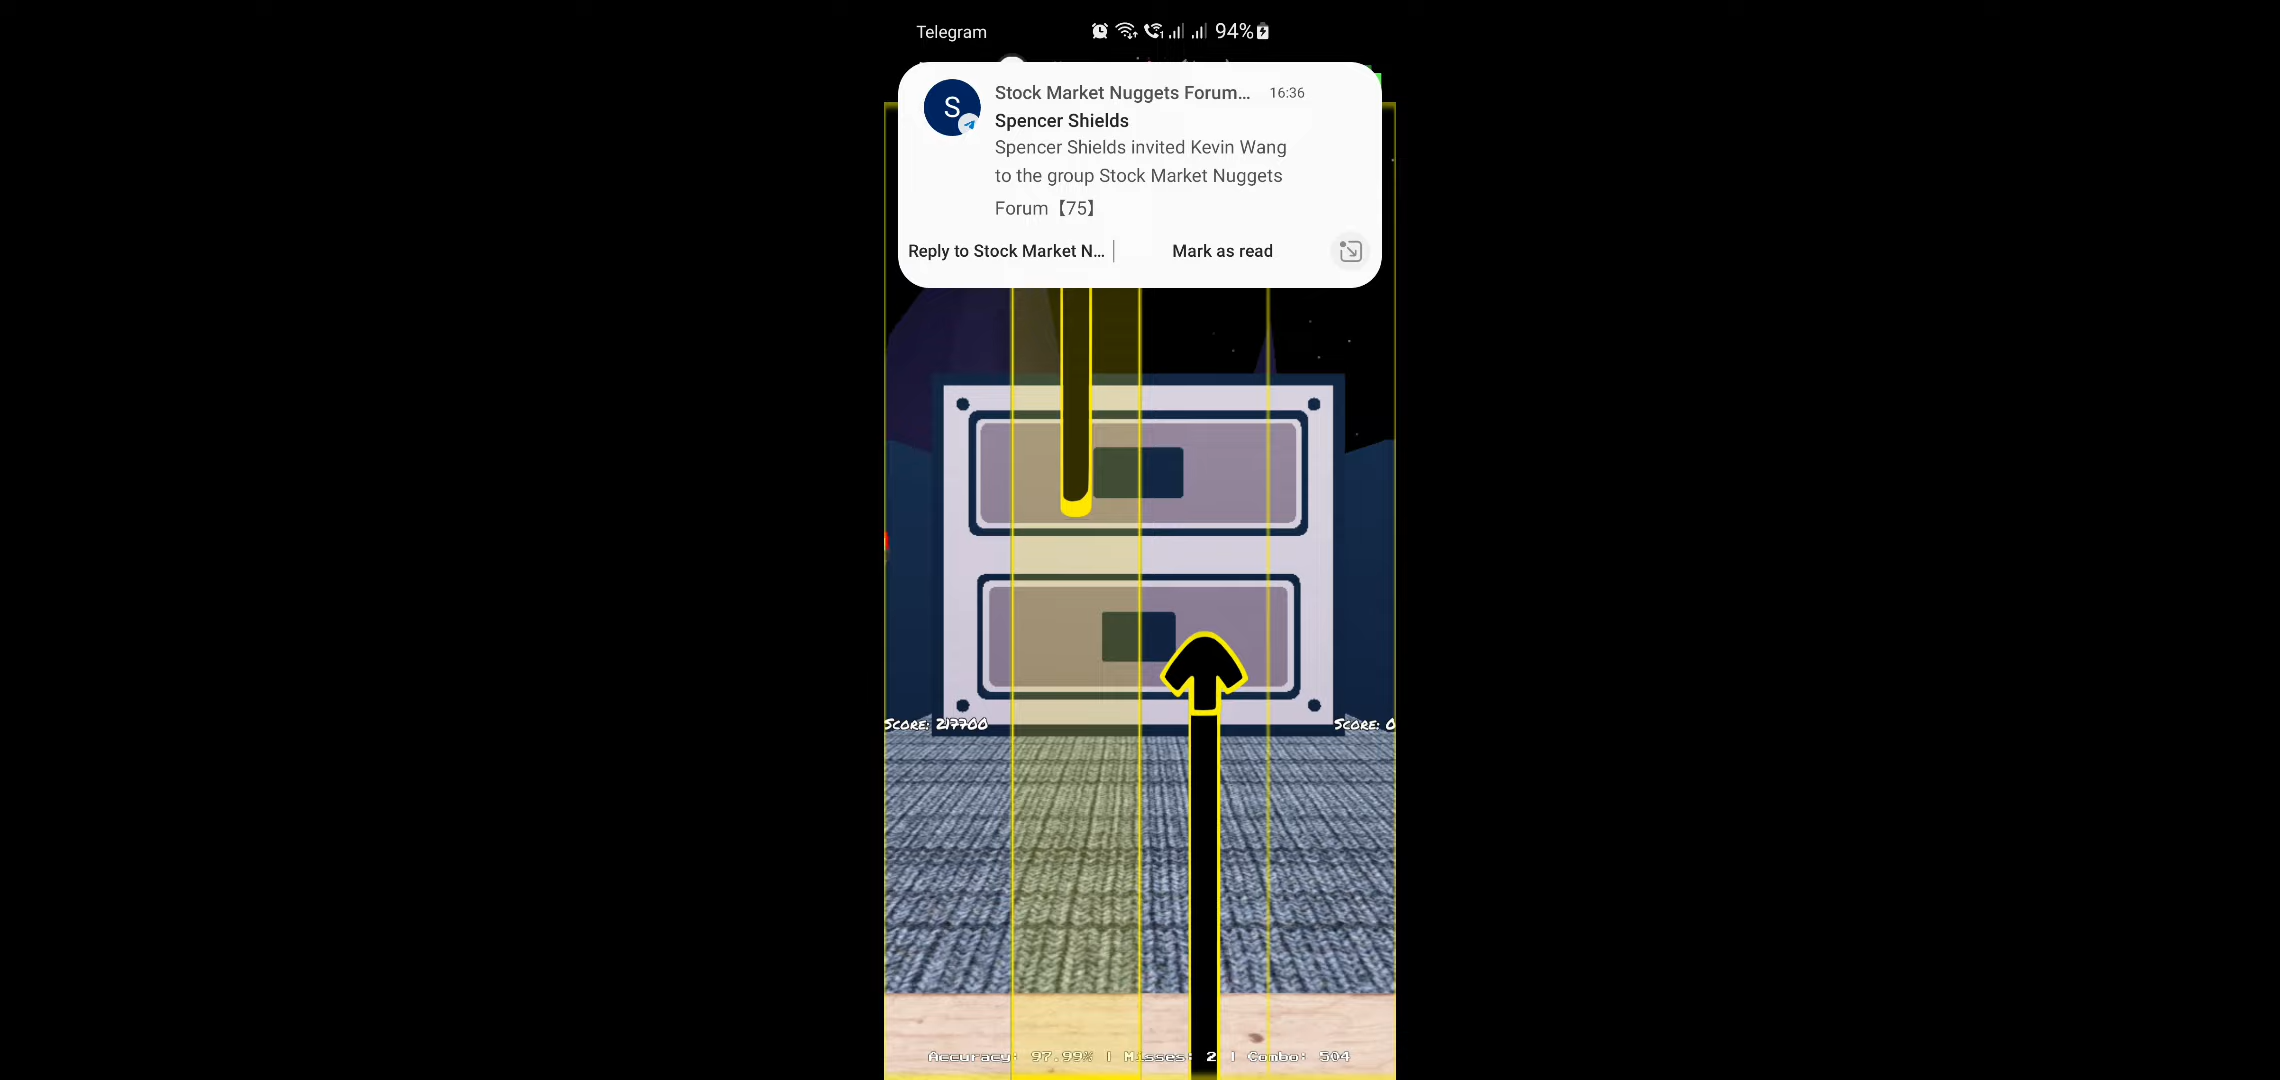 Telegram
94%
S
Stock Market Nuggets Forum... 16:36
Spencer Shields
Spencer Shields invited Kevin Wang
to the group Stock Market Nuggets
Forum【75】
Reply to Stock Market N... Mark as read
Score: 217700
Score: 0
Accuracy: 97.99% | Misses: 2 | Combo: 504